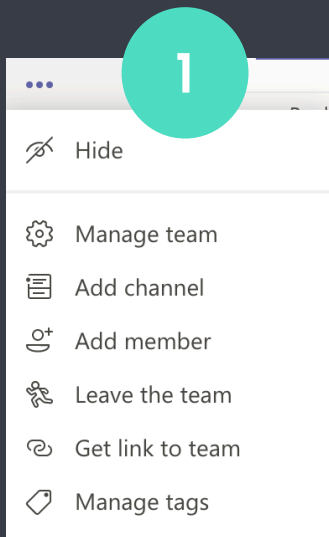 1
Hide
Manage team
Add channel
Add member
Leave the team
Get link to team
Manage tags